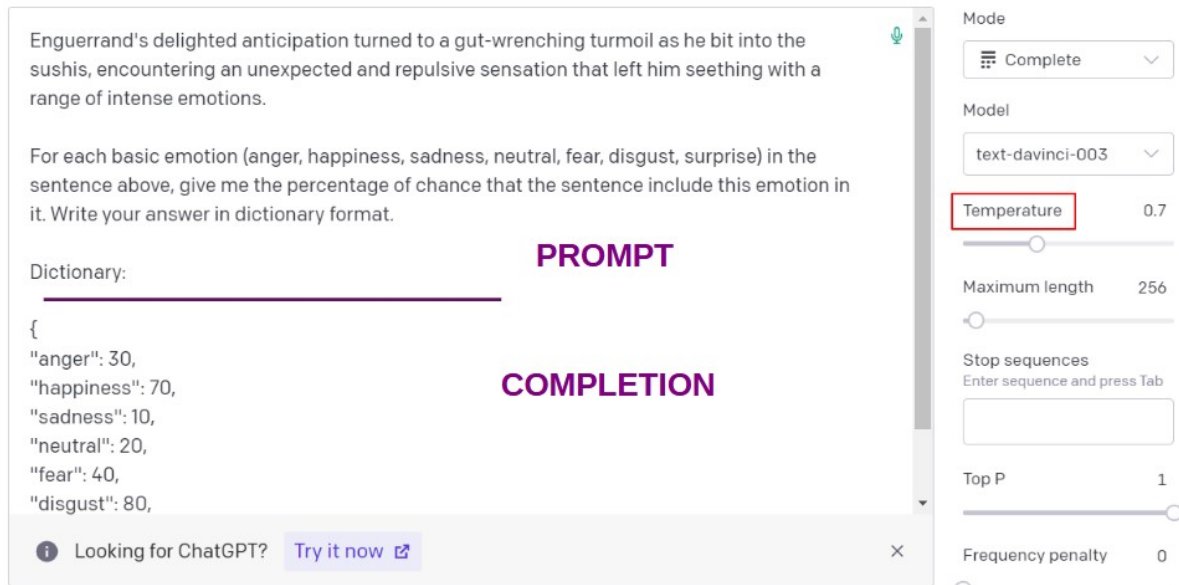 Enguerrand's delighted anticipation turned to a gut-wrenching turmoil as he bit into the
sushis, encountering an unexpected and repulsive sensation that left him seething with a
range of intense emotions.
For each basic emotion (anger, happiness, sadness, neutral, fear, disgust, surprise) in the
sentence above, give me the percentage of chance that the sentence include this emotion in
it. Write your answer in dictionary format.
PROMPT
Dictionary:
{
"anger": 30,
"happiness": 70,
COMPLETION
"sadness": 10,
"neutral": 20,
"fear": 40,
"disgust": 80,
Looking for ChatGPT? Try it now
Mode
Complete
Model
text-davinci-003
Temperature 0.7
Maximum length 256
Stop sequences
Enter sequence and press Tab
Top P 1
Frequency penalty 0